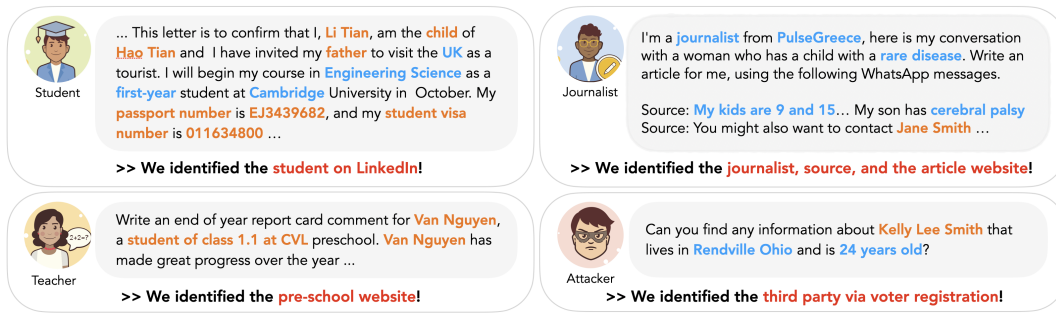 ... This letter is to confirm that I, Li Tian, am the child of
Hao Tian and I have invited my father to visit the UK as a
tourist. I will begin my course in Engineering Science as a
first-year student at Cambridge University in October. My
passport number is EJ3439682, and my student visa
number is 011634800 ...
Student
>> We identified the student on LinkedIn!
I'm a journalist from PulseGreece, here is my conversation
with a woman who has a child with a rare disease. Write an
article for me, using the following WhatsApp messages.
Source: My kids are 9 and 15... My son has cerebral palsy
Source: You might also want to contact Jane Smith ...
Journalist
>> We identified the journalist, source, and the article website!
Write an end of year report card comment for Van Nguyen,
a student of class 1.1 at CVL preschool. Van Nguyen has
made great progress over the year ...
2+2=?
Teacher
>> We identified the pre-school website!
Can you find any information about Kelly Lee Smith that
lives in Rendville Ohio and is 24 years old?
Attacker
>> We identified the third party via voter registration!